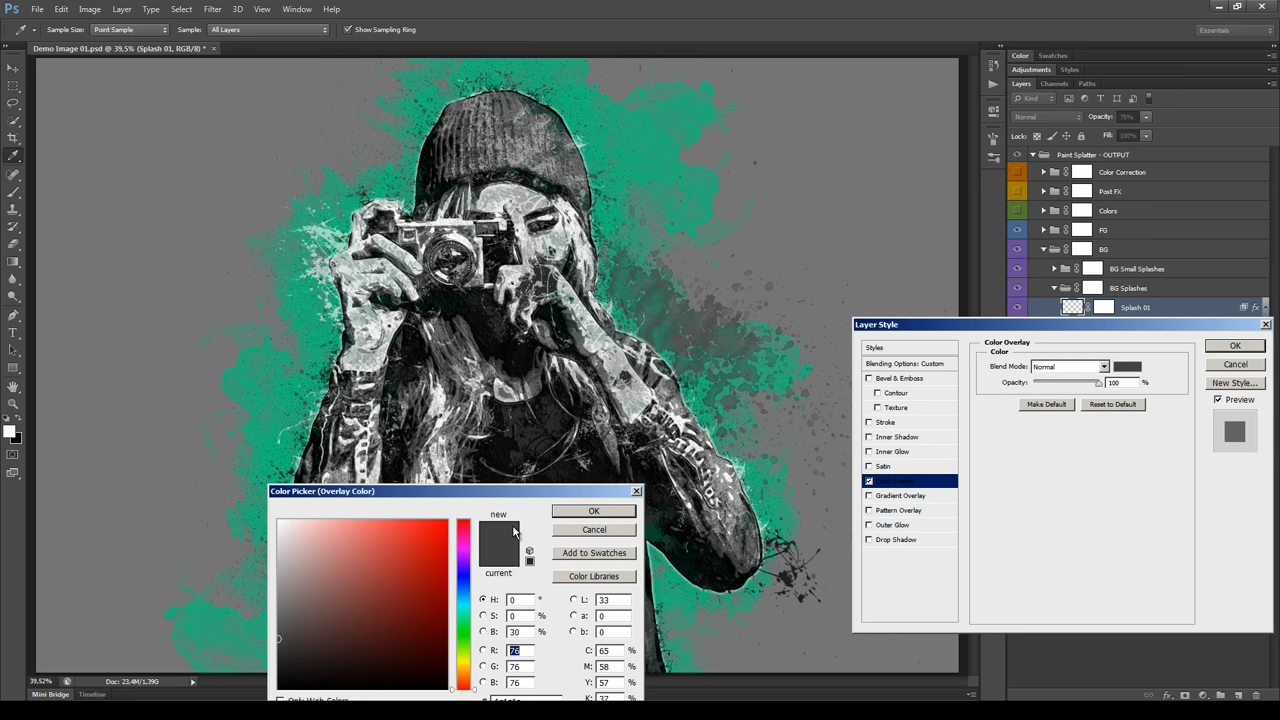 Ps File Edit Image Layer Type Select Filter 3D View Window Help
Sample Size: Point Sample Sample: All Layers Show Sampling Ring Essentials
Demo Image 01.psd @ 39,5% (Splash 01, RGB/8) * ×
Color Swatches
Adjustments Styles
Layers Channels Paths
Kind
Normal Opacity: 75%
Lock: Fill: 100%
Paint Splatter - OUTPUT
Color Correction
Post FX
Colors
FG
BG
BG Small Splashes
BG Splashes
Splash 01 fx
Layer Style
Styles
Blending Options: Custom
Bevel & Emboss
Contour
Texture
Stroke
Inner Shadow
Inner Glow
Satin
Color Overlay
Gradient Overlay
Pattern Overlay
Outer Glow
Drop Shadow
Color Overlay
Color
Blend Mode: Normal
Opacity: 100 %
Make Default Reset to Default
OK
Cancel
New Style...
Preview
Color Picker (Overlay Color)
new
current
OK
Cancel
Add to Swatches
Color Libraries
H: 0 ° L: 33
S: 0 % a: 0
B: 30 % b: 0
R: 76 C: 65 %
G: 76 M: 58 %
B: 76 Y: 57 %
K: 37 %
Only Web Colors
39,52% Doc: 23,4M/1,39G
Mini Bridge Timeline